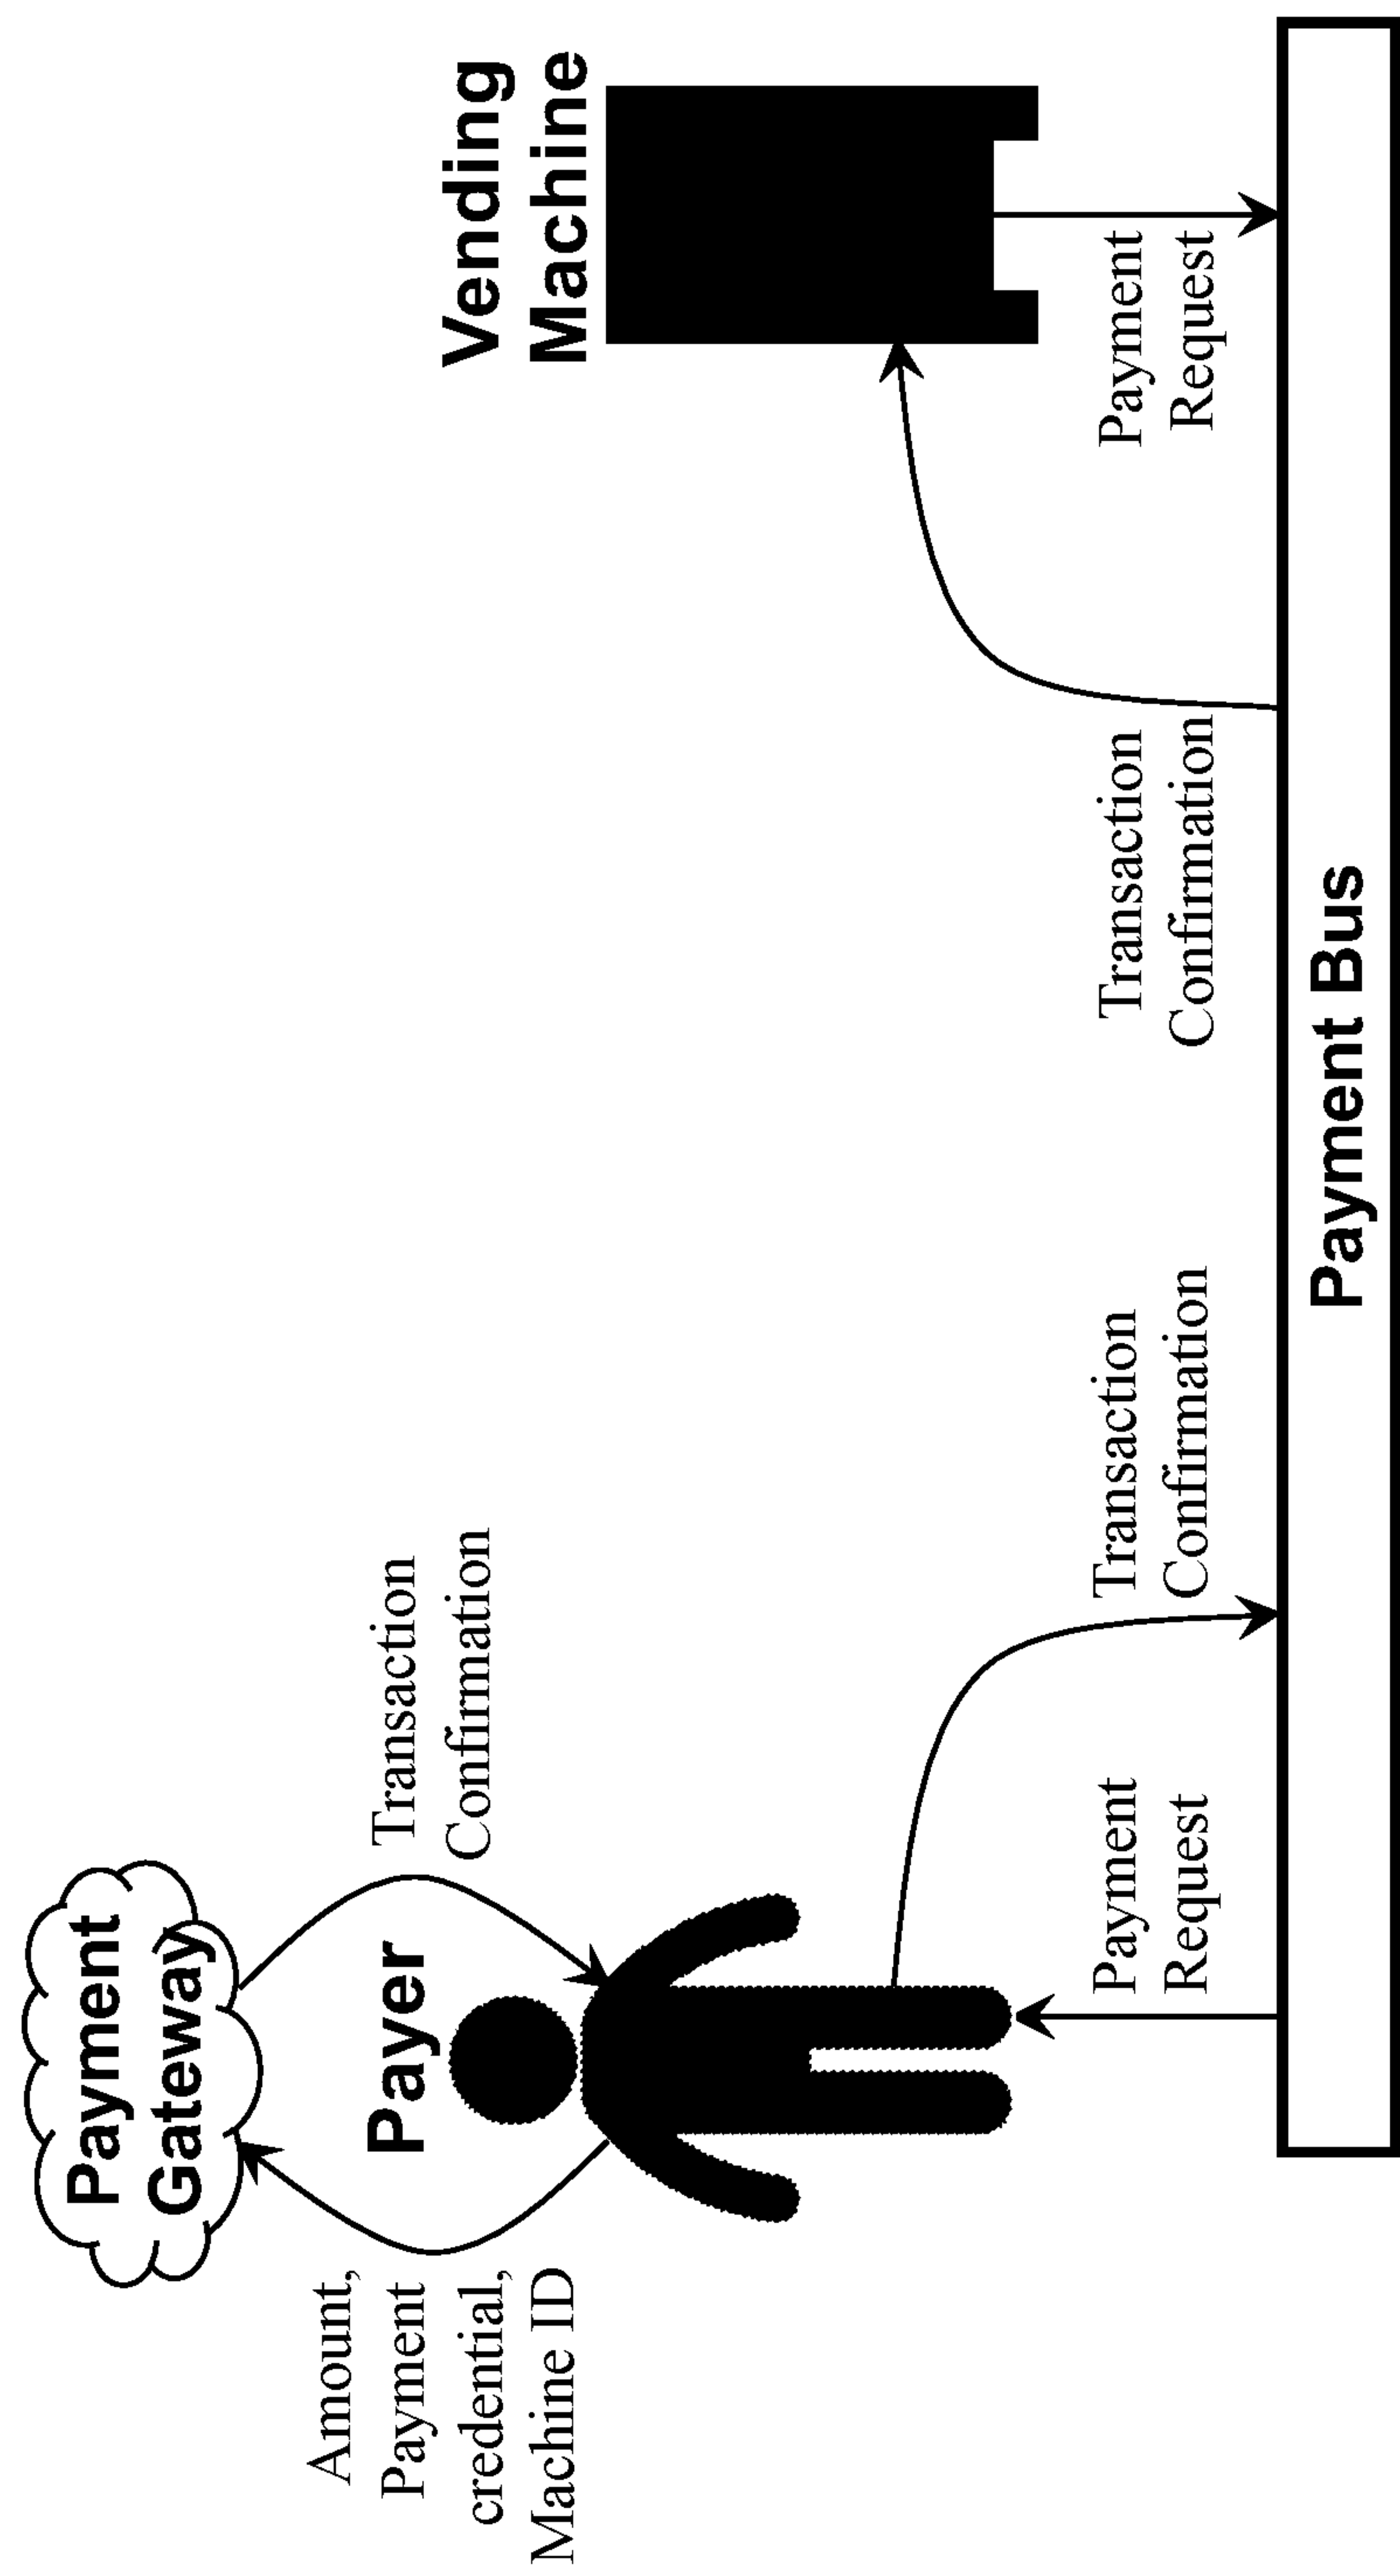 Payment
Gateway
Amount,
Payment
credential,
Machine ID
Payer
Transaction
Confirmation
Vending
Machine
Payment
Request
Transaction
Confirmation
Transaction
Confirmation
Payment
Request
Payment Bus